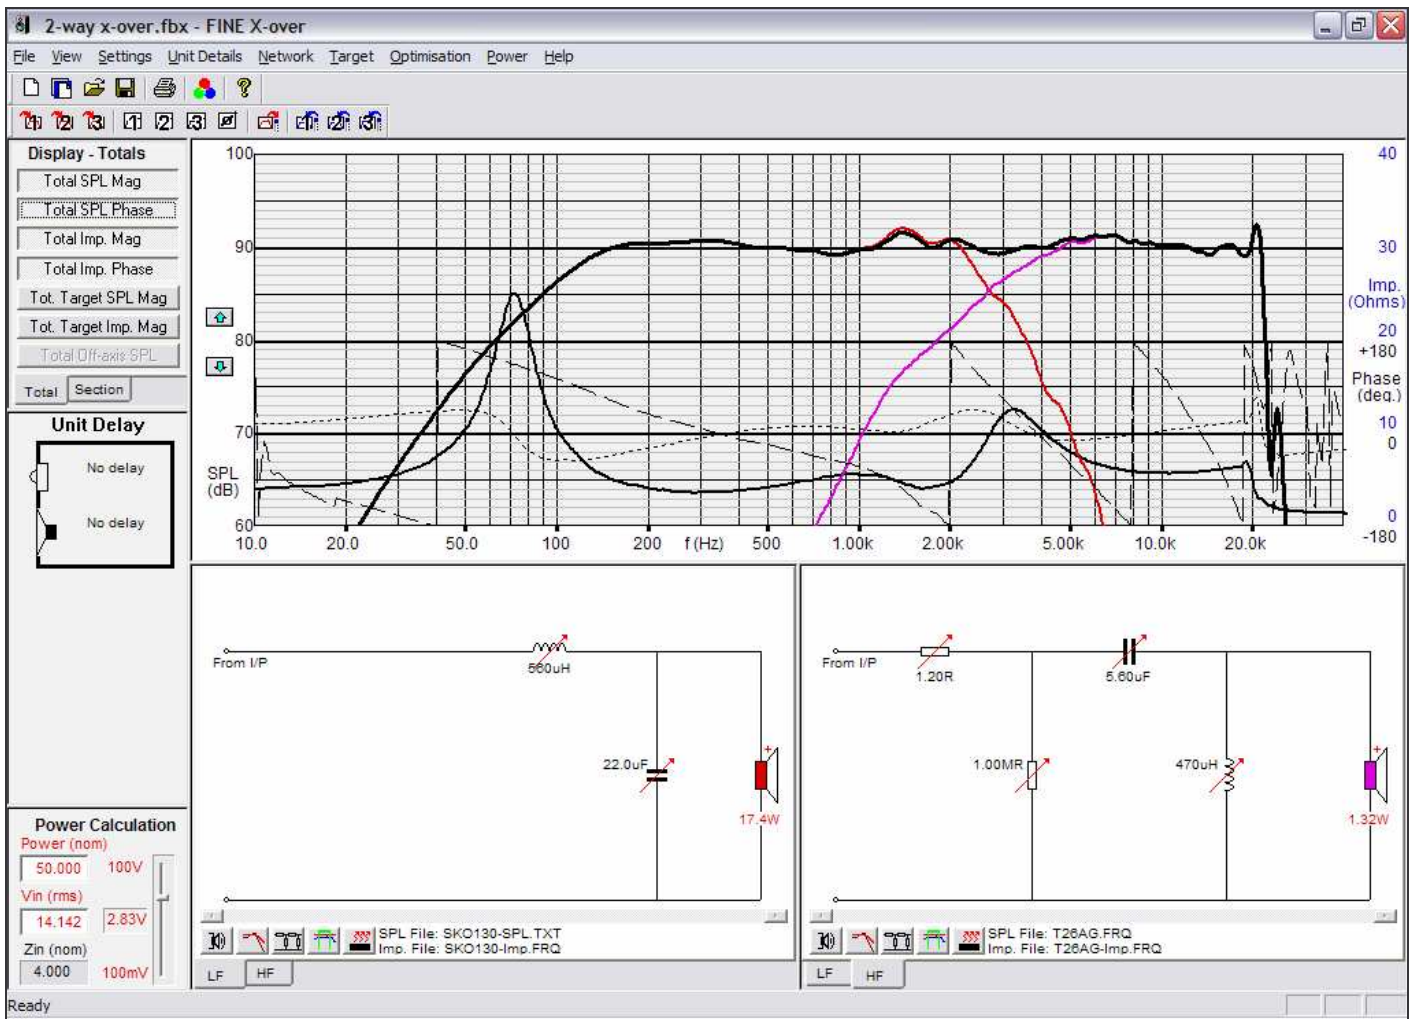 2-way x-over.fbx - FINE X-over
File View Settings Unit Details Network Target Optimisation Power Help
Display - Totals
Total SPL Mag
Total SPL Phase
Total Imp. Mag
Total Imp. Phase
Tot. Target SPL Mag
Tot. Target Imp. Mag
Total Off-axis SPL
Total Section
Unit Delay
No delay
No delay
Power Calculation
Power (nom)
50.000 100V
Vin (rms)
14.142 2.83V
Zin (nom)
4.000 100mV
100 40
90 30
Imp.
(Ohms)
80 20
+180
Phase
(deg.)
70 10
0
SPL
(dB)
60 0
-180
10.0 20.0 50.0 100 200 f (Hz) 500 1.00k 2.00k 5.00k 10.0k 20.0k
From I/P
560uH
22.0uF
17.4W
SPL File: SKO130-SPL.TXT
Imp. File: SKO130-Imp.FRQ
LF HF
From I/P
1.20R
5.60uF
1.00MR
470uH
1.32W
SPL File: T26AG.FRQ
Imp. File: T26AG-Imp.FRQ
LF HF
Ready